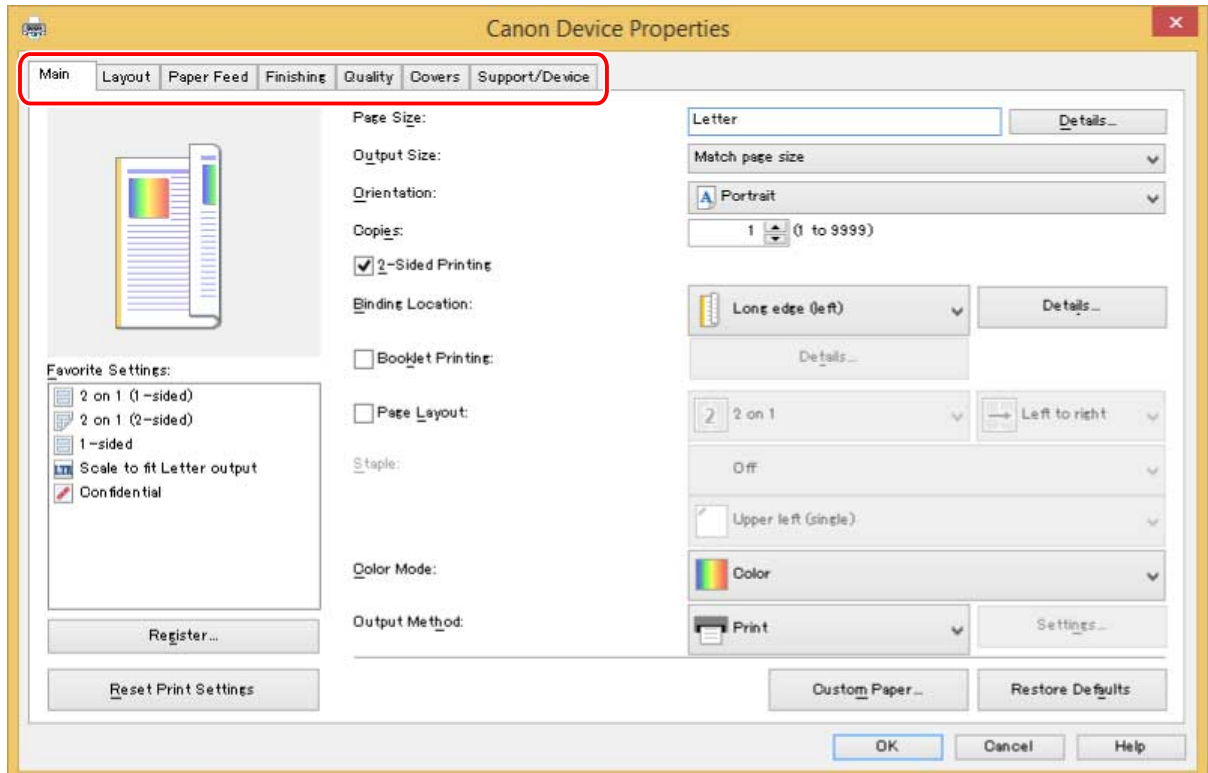 Canon Device Properties
Main Layout Paper Feed Finishing Quality Covers Support/Device
Page Size: Letter Details...
Output Size: Match page size
Orientation: A Portrait
Copies: 1 (1 to 9999)
2-Sided Printing
Binding Location: Long edge (left) Details...
Booklet Printing: Details...
Page Layout: 2 2 on 1 Left to right
Staple: Off
Upper left (single)
Color Mode: Color
Output Method: Print Settings...
Favorite Settings:
2 on 1 (1-sided)
2 on 1 (2-sided)
1-sided
LTR Scale to fit Letter output
Confidential
Register...
Reset Print Settings
Custom Paper... Restore Defaults
OK Cancel Help